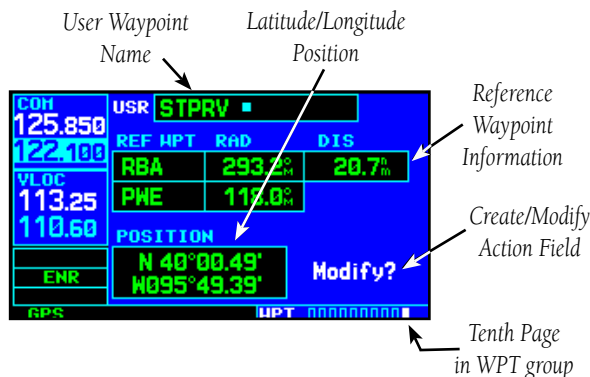 User Waypoint
Name
Latitude/Longitude
Position
COM
125.850
122.100
VLOC
113.25
110.60
ENR
GPS
USR STPRV
REF WPT RAD DIS
RBA 293.2°M 20.7nm
PWE 118.0°M
POSITION
N 40°00.49'
W095°49.39'
Modify?
WPT
Reference
Waypoint
Information
Create/Modify
Action Field
Tenth Page
in WPT group